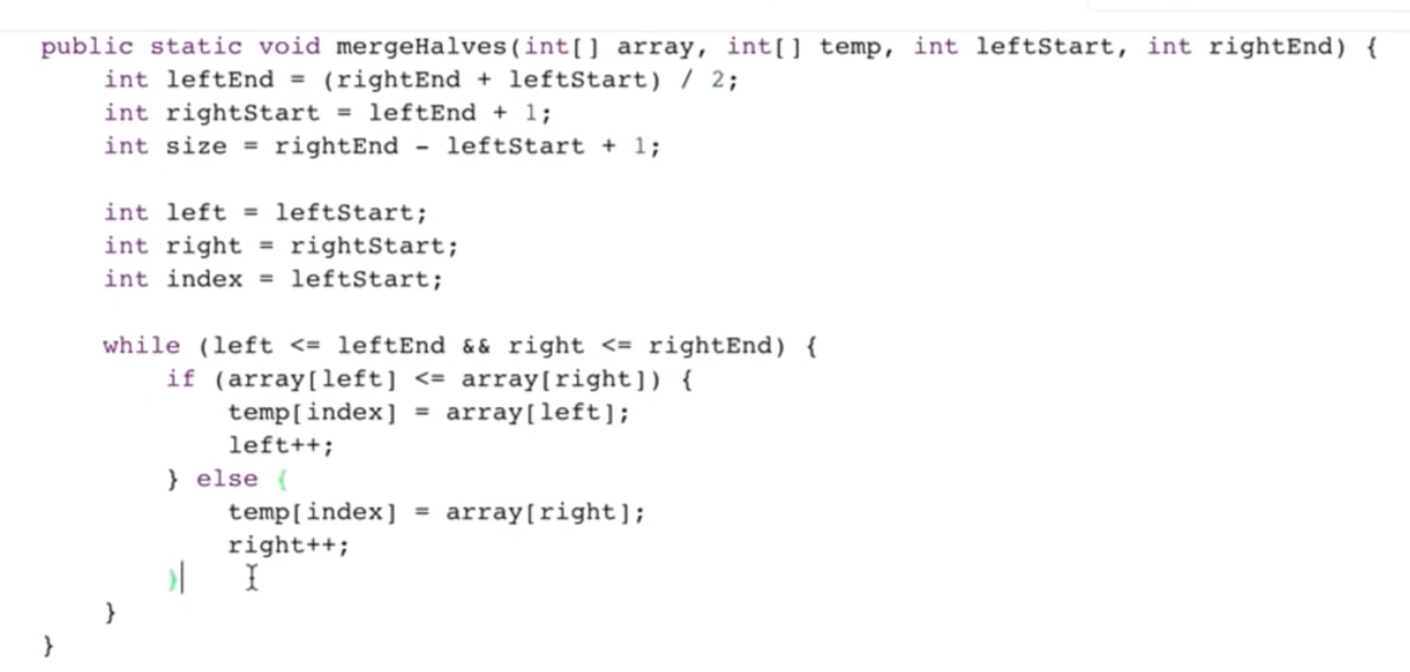 public static void mergeHalves(int[] array, int[] temp, int leftStart, int rightEnd) {
int leftEnd = (rightEnd + leftStart) / 2;
int rightStart = leftEnd + 1;
int size = rightEnd - leftStart + 1;
int left = leftStart;
int right = rightStart;
int index = leftStart;
while (left <= leftEnd && right <= rightEnd) {
if (array[left] <= array[right]) {
temp[index] = array[left];
left++;
} else {
temp[index] = array[right];
right++;
}
}
}